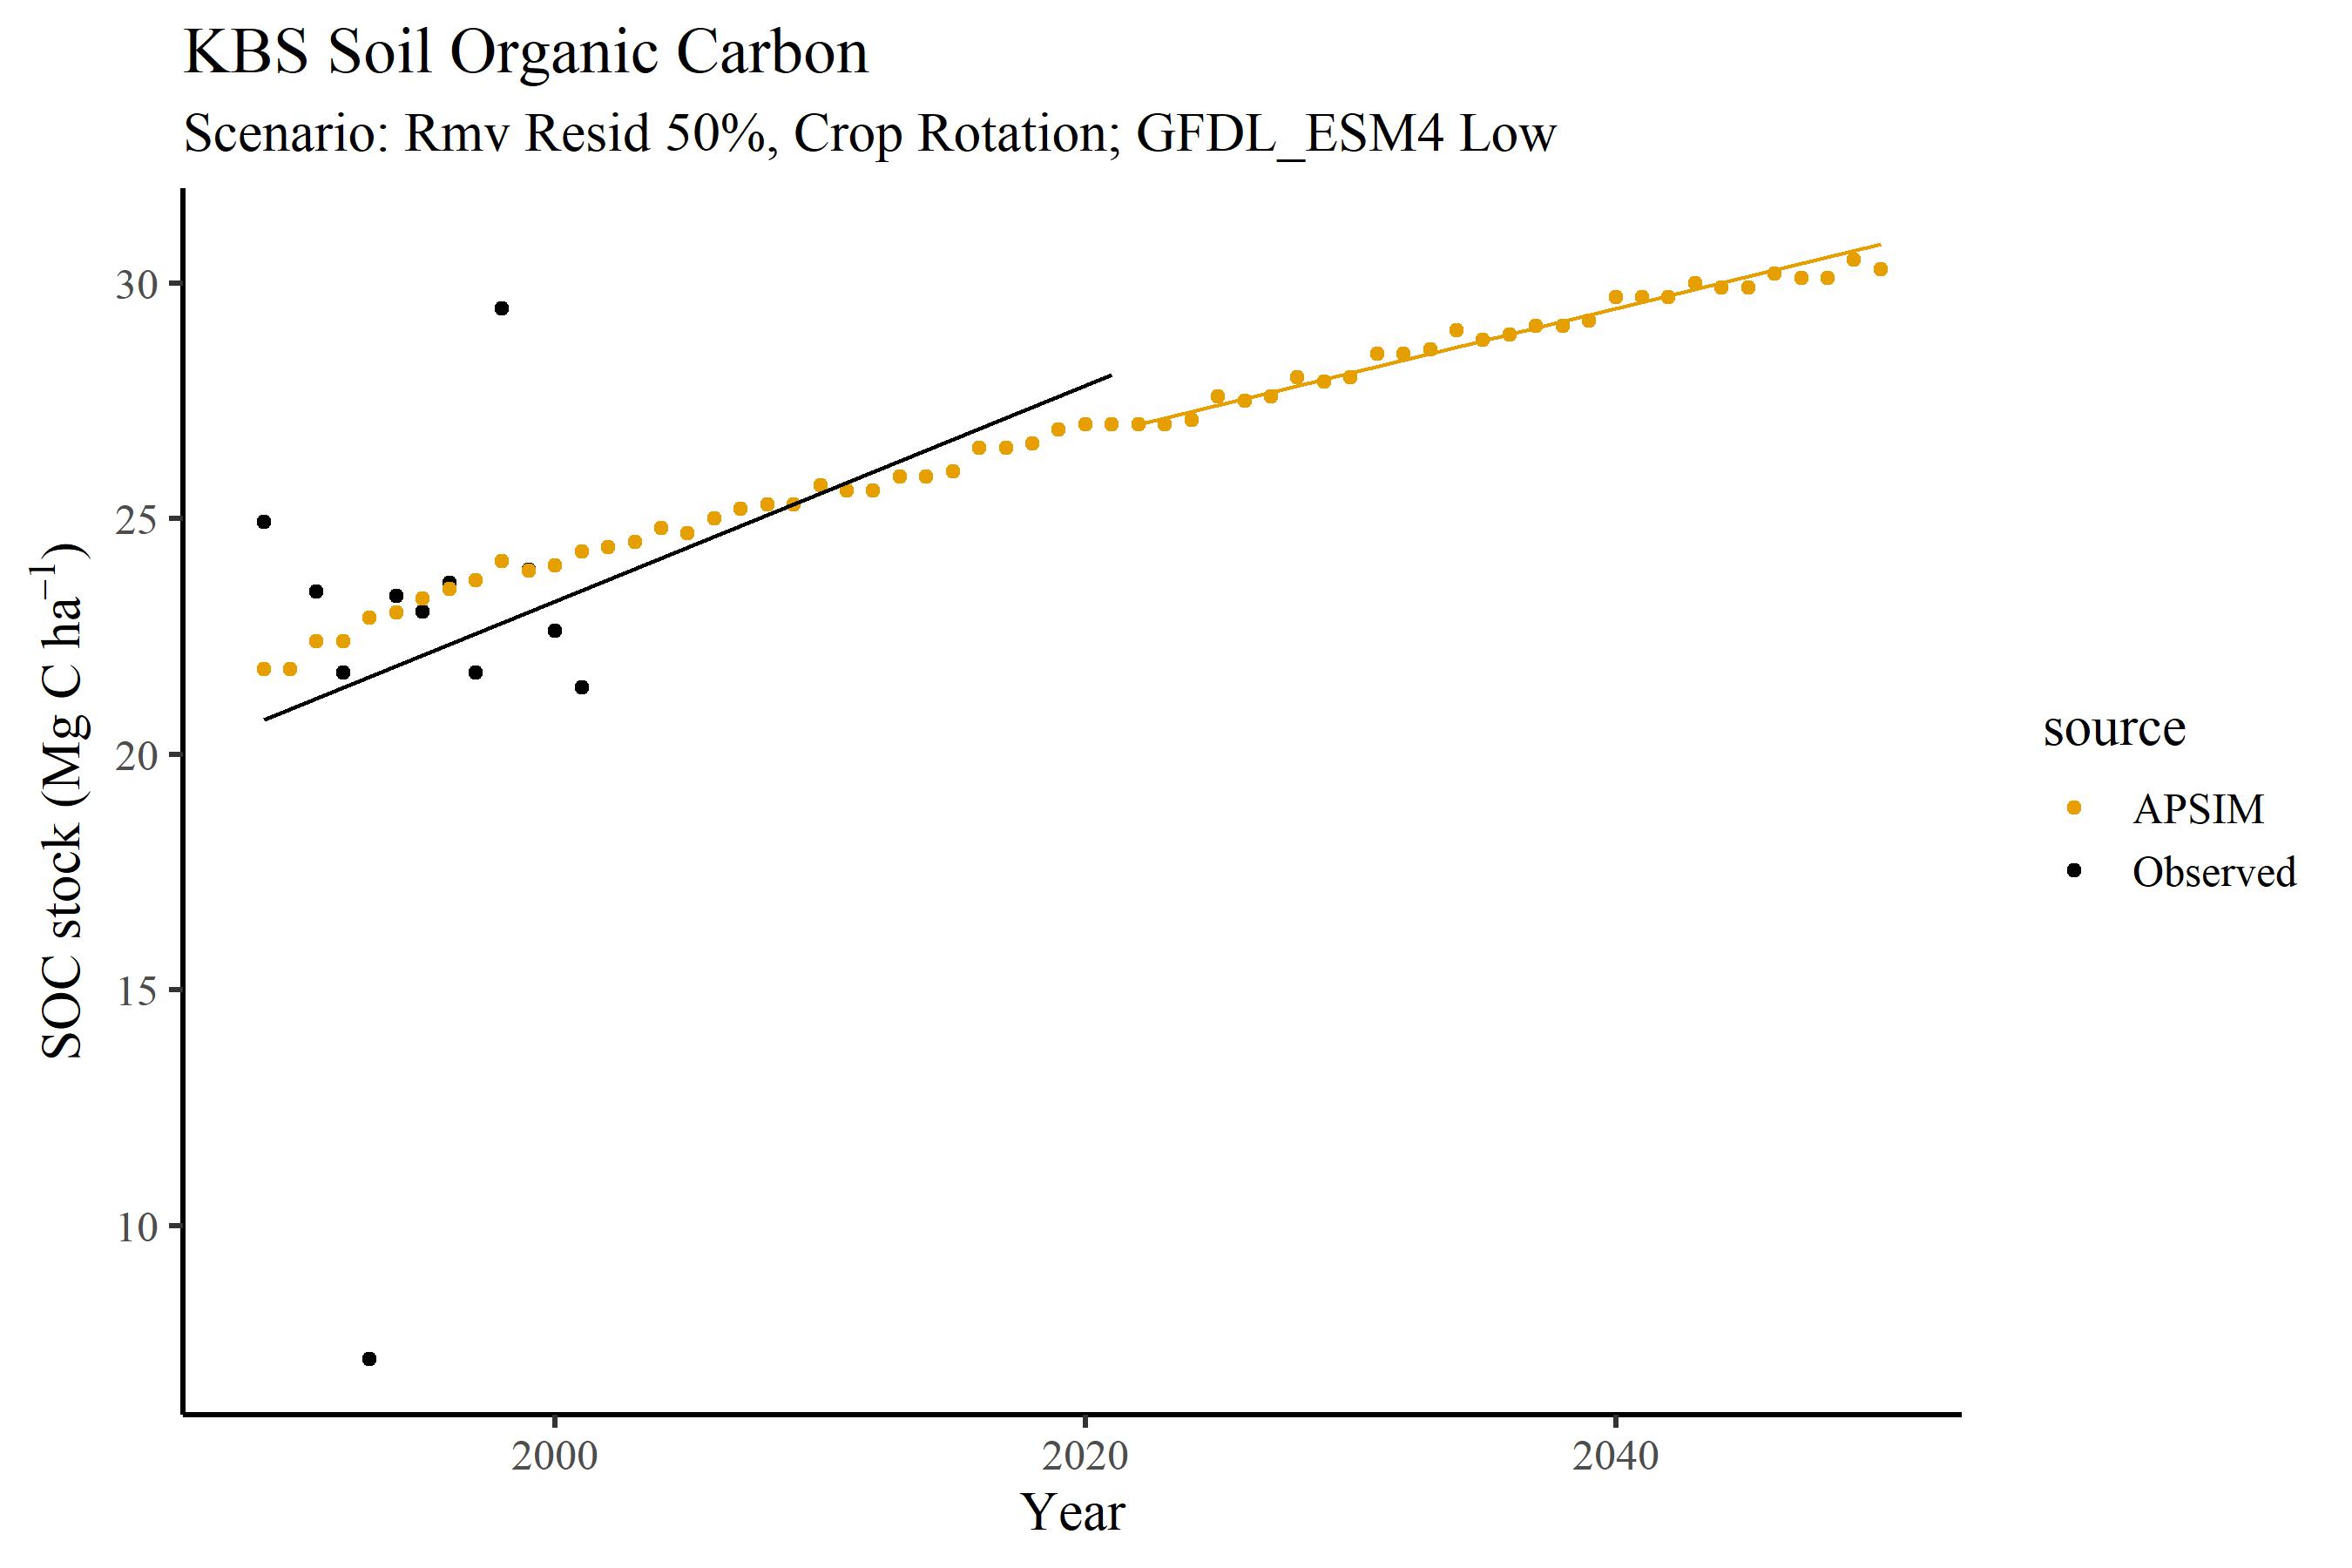 KBS Soil Organic Carbon
Scenario: Rmv Resid 50%, Crop Rotation; GFDL_ESM4 Low
SOC stock (Mg C ha⁻¹)
30
25
20
15
10
2000
2020
2040
Year
source
APSIM
Observed